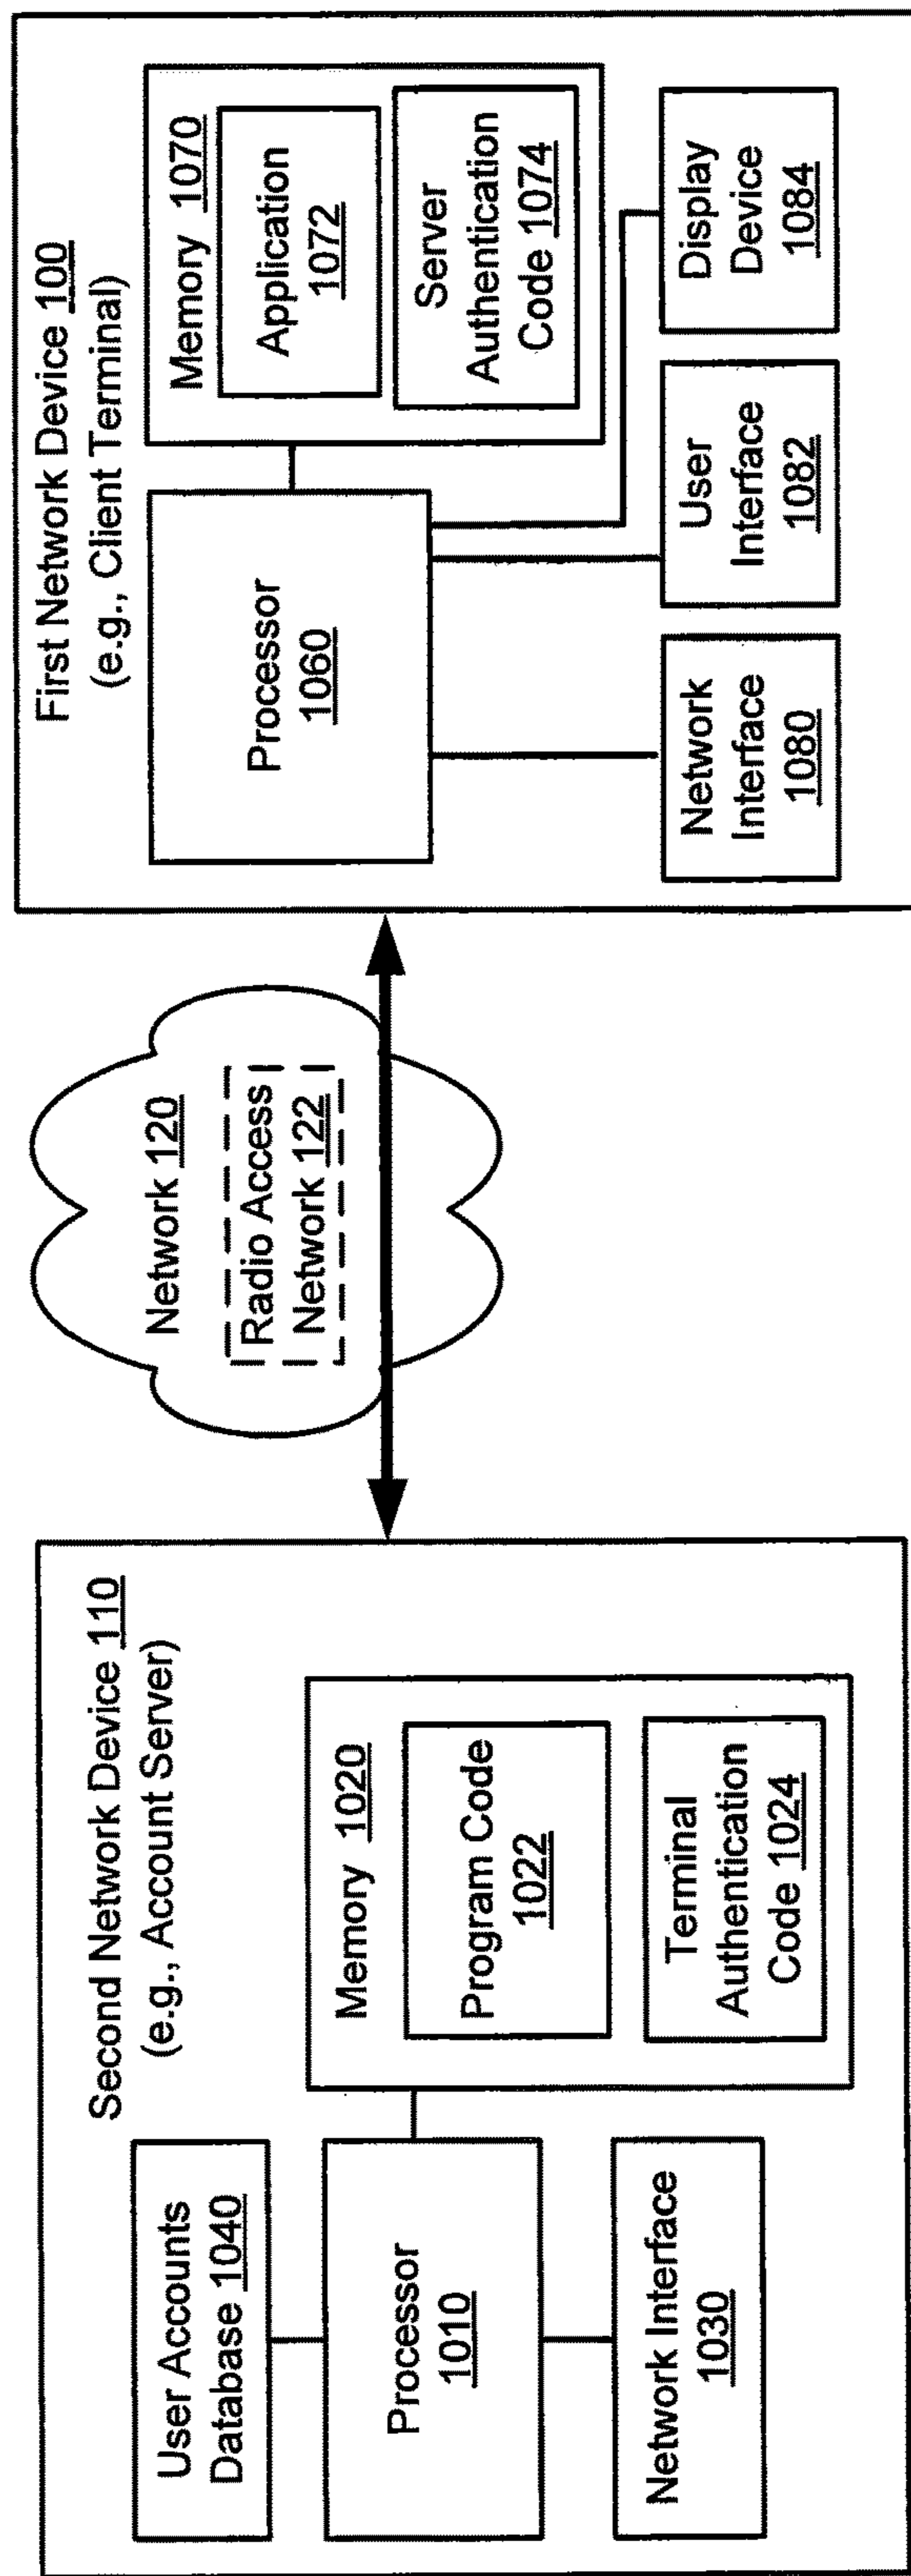 Second Network Device 110
(e.g., Account Server)
User Accounts
Database 1040
Processor
1010
Network Interface
1030
Memory 1020
Program Code
1022
Terminal
Authentication
Code 1024
Network 120
Radio Access
Network 122
First Network Device 100
(e.g., Client Terminal)
Processor
1060
Memory 1070
Application
1072
Server
Authentication
Code 1074
Network
Interface
1080
User
Interface
1082
Display
Device
1084